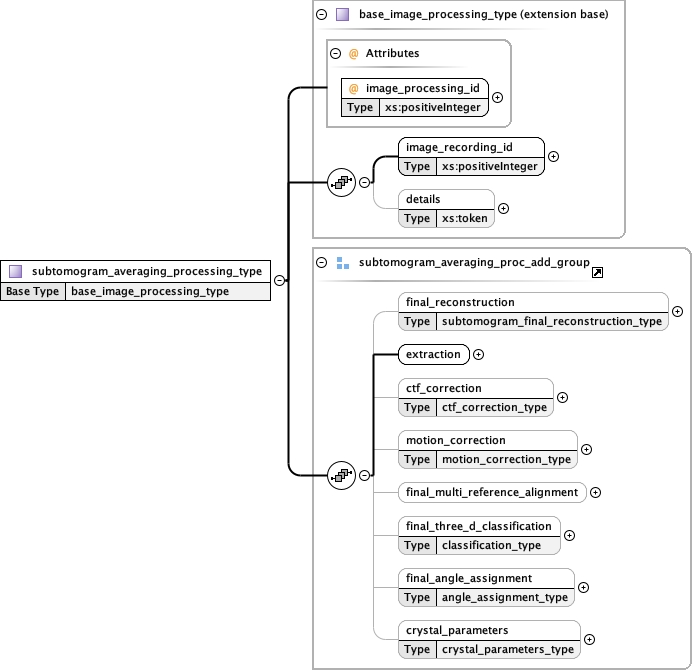 base_image_processing_type (extension base)
@ Attributes
@ image_processing_id
Type xs:positiveInteger
image_recording_id
Type xs:positiveInteger
details
Type xs:token
subtomogram_averaging_processing_type
Base Type base_image_processing_type
subtomogram_averaging_proc_add_group
final_reconstruction
Type subtomogram_final_reconstruction_type
extraction
ctf_correction
Type ctf_correction_type
motion_correction
Type motion_correction_type
final_multi_reference_alignment
final_three_d_classification
Type classification_type
final_angle_assignment
Type angle_assignment_type
crystal_parameters
Type crystal_parameters_type